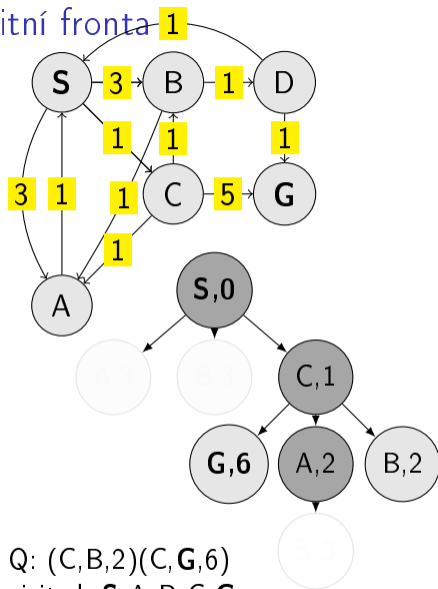 itní fronta
1
S 3 B 1 D
1 1 1
3 1 1 C 5 G
1
A
S,0
C,1
G,6 A,2 B,2
Q: (C,B,2)(C,G,6)